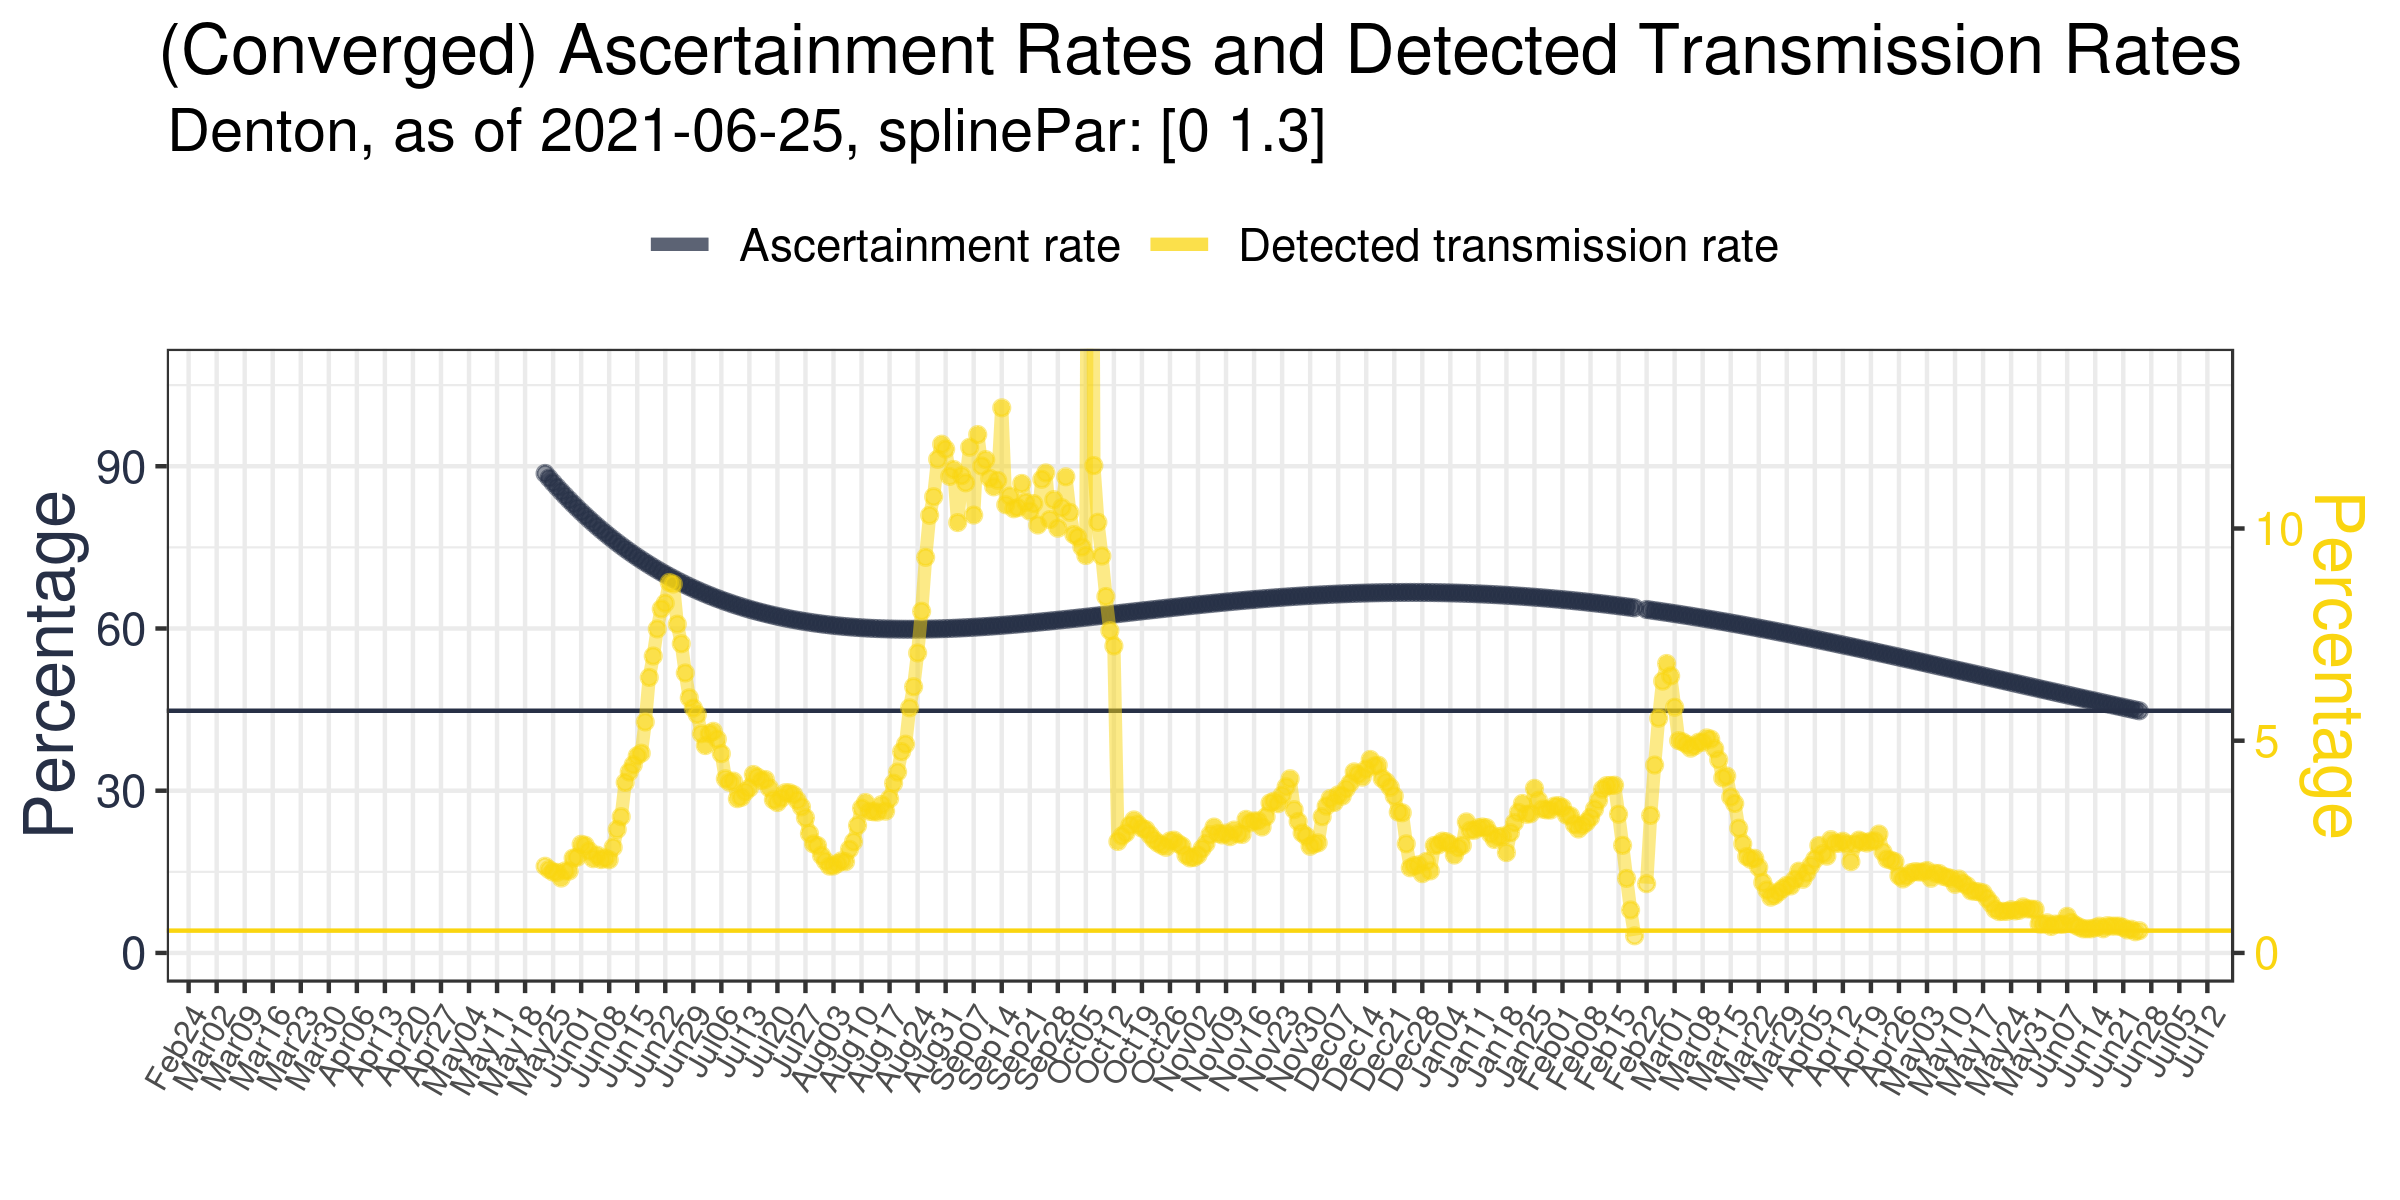 (Converged) Ascertainment Rates and Detected Transmission Rates
Denton, as of 2021-06-25, splinePar: [0 1.3]
Ascertainment rate
Detected transmission rate
Percentage
90
60
30
0
10
5
0
Percentage
Feb24
Mar02
Mar09
Mar16
Mar23
Mar30
Apr06
Apr13
Apr20
Apr27
May04
May11
May18
May25
Jun01
Jun08
Jun15
Jun22
Jun29
Jul06
Jul13
Jul20
Jul27
Aug03
Aug10
Aug17
Aug24
Aug31
Sep07
Sep14
Sep21
Sep28
Oct05
Oct12
Oct19
Oct26
Nov02
Nov09
Nov16
Nov23
Nov30
Dec07
Dec14
Dec21
Dec28
Jan04
Jan11
Jan18
Jan25
Feb01
Feb08
Feb15
Feb22
Mar01
Mar08
Mar15
Mar22
Mar29
Apr05
Apr12
Apr19
Apr26
May03
May10
May17
May24
May31
Jun07
Jun14
Jun21
Jun28
Jul05
Jul12